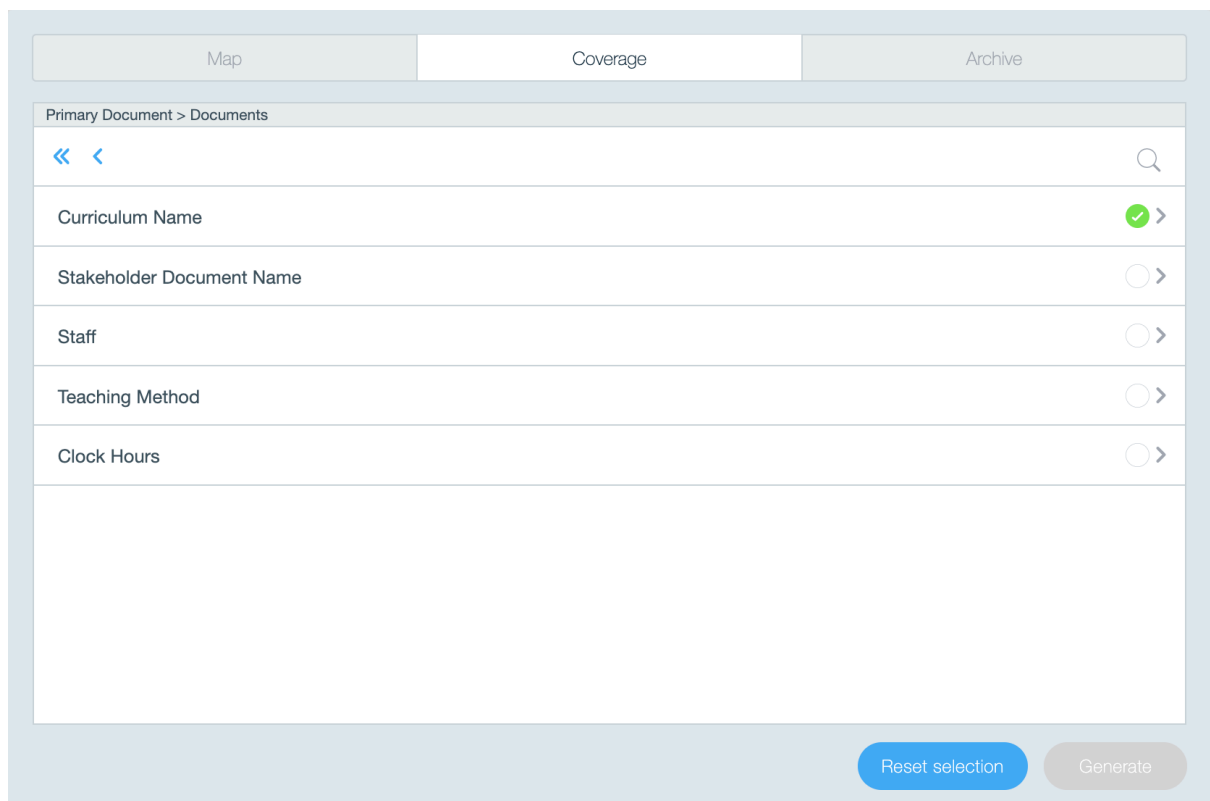 Map Coverage Archive
Primary Document > Documents
Curriculum Name
Stakeholder Document Name
Staff
Teaching Method
Clock Hours
Reset selection Generate